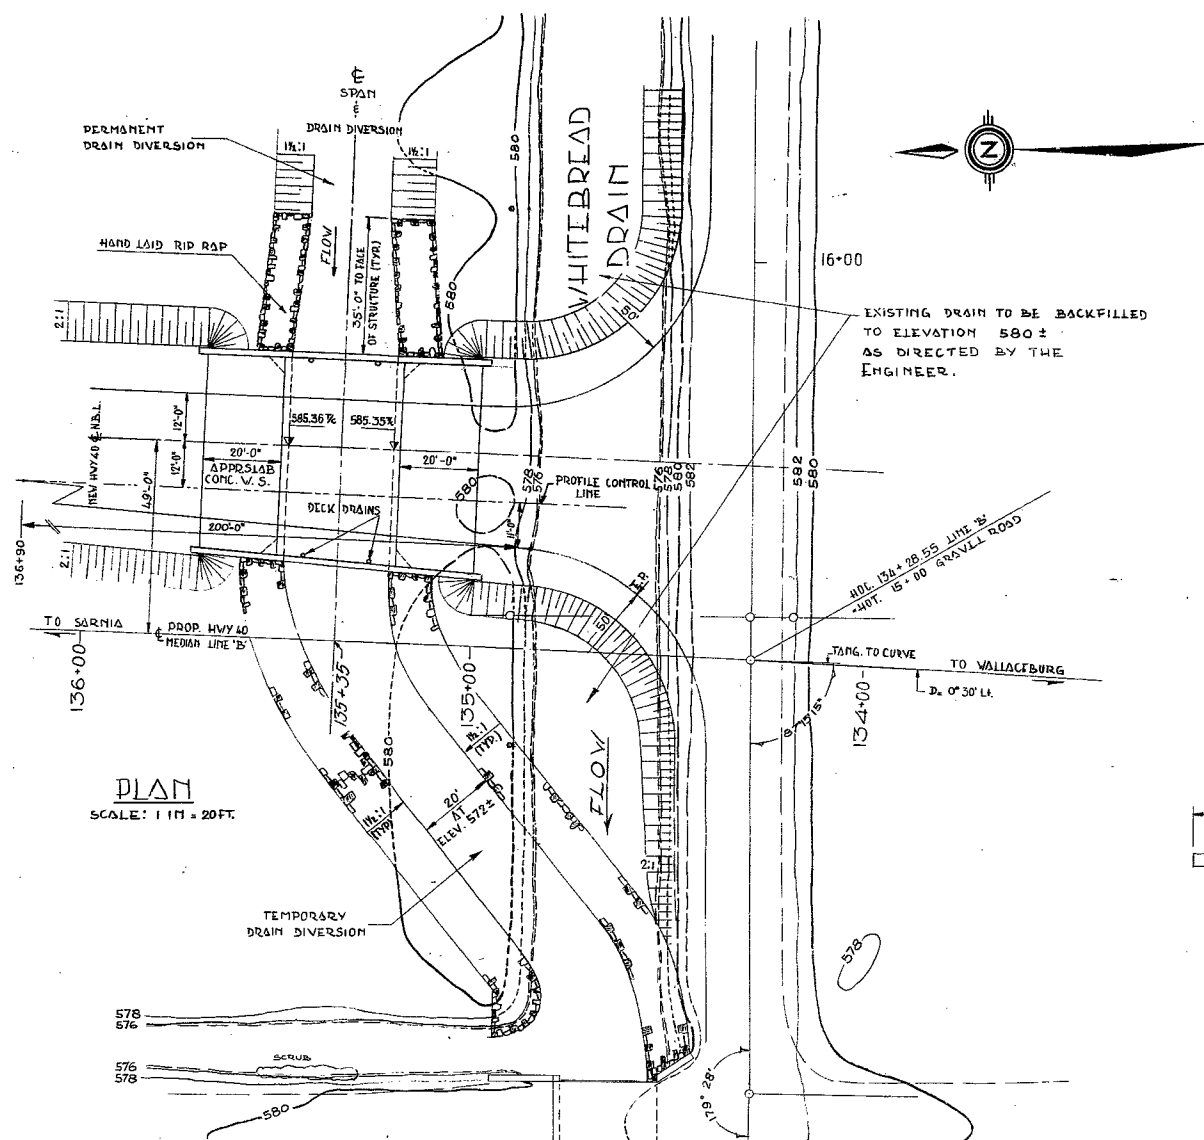 ℄
SPAN
&
DRAIN DIVERSION
PERMANENT
DRAIN DIVERSION
1½:1
1½:1
HAND LAID RIP RAP
FLOW
35'-0" TO FACE
OF STRUCTURE (TYP.)
580
580
WHITEBREAD
DRAIN
Z
16+00
50'
EXISTING DRAIN TO BE BACKFILLED
TO ELEVATION 580 ±
AS DIRECTED BY THE
ENGINEER.
2:1
NEW HWY 40 ℄ N.B.L.
12'-0"
12'-0"
49'-0"
585.36
585.35
20'-0"
APPR SLAB
CONC. W. S.
20'-0"
580
578
576
PROFILE CONTROL
LINE
576
578
580
582
582
580
DECK DRAINS
200'-0"
11'-0"
136+90
2:1
T.P.
50'
134+28.55 LINE 'B'
15+00 GRAVEL ROAD
TO SARNIA
℄ PROP. HWY 40
MEDIAN LINE 'B'
136+00
135+35
135+00
134+00
TANG. TO CURVE
TO WALLACEBURG
D= 0° 30' Lt.
87°15'15"
580
1½:1
(TYP.)
FLOW
PLAN
SCALE: 1 IN = 20 FT.
1½:1
(TYP)
20'
AT
ELEV. 572±
2:1
TEMPORARY
DRAIN DIVERSION
578
578
576
SCRUB
576
578
580
179° 28'